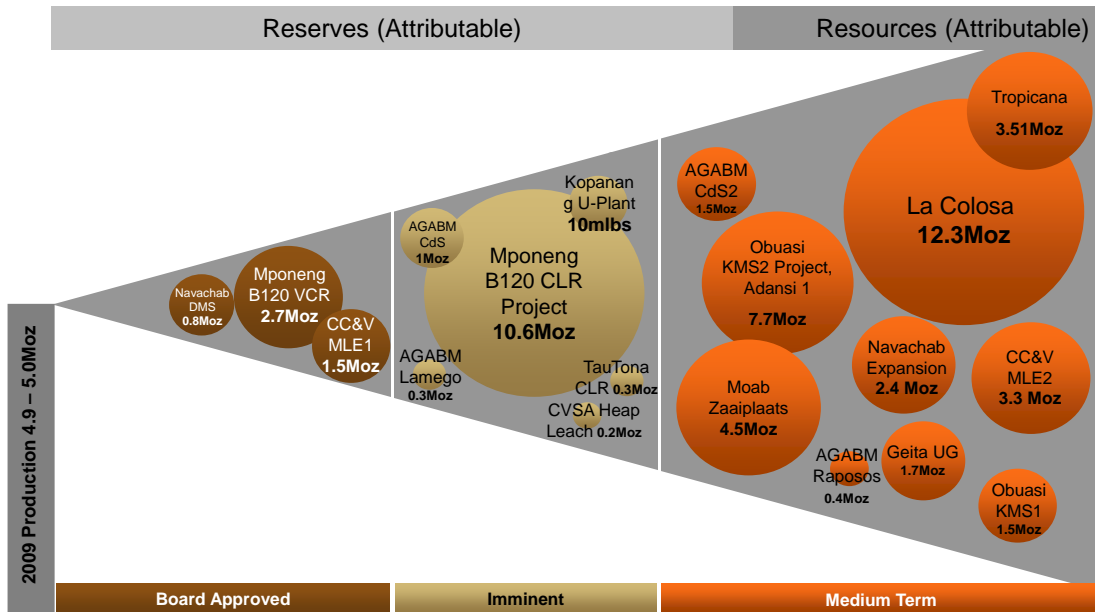 Reserves (Attributable)
Resources (Attributable)
2009 Production 4.9 – 5.0Moz
Navachab
DMS
0.8Moz
Mponeng
B120 VCR
2.7Moz
CC&V
MLE1
1.5Moz
AGABM
CdS
1Moz
Kopanan
g U-Plant
10mlbs
Mponeng
B120 CLR
Project
10.6Moz
AGABM
Lamego
0.3Moz
TauTona
CLR 0.3Moz
CVSA Heap
Leach 0.2Moz
AGABM
CdS2
1.5Moz
Obuasi
KMS2 Project,
Adansi 1
7.7Moz
Tropicana
3.51Moz
La Colosa
12.3Moz
Moab
Zaaiplaats
4.5Moz
Navachab
Expansion
2.4 Moz
CC&V
MLE2
3.3 Moz
AGABM
Raposos
0.4Moz
Geita UG
1.7Moz
Obuasi
KMS1
1.5Moz
Board Approved
Imminent
Medium Term